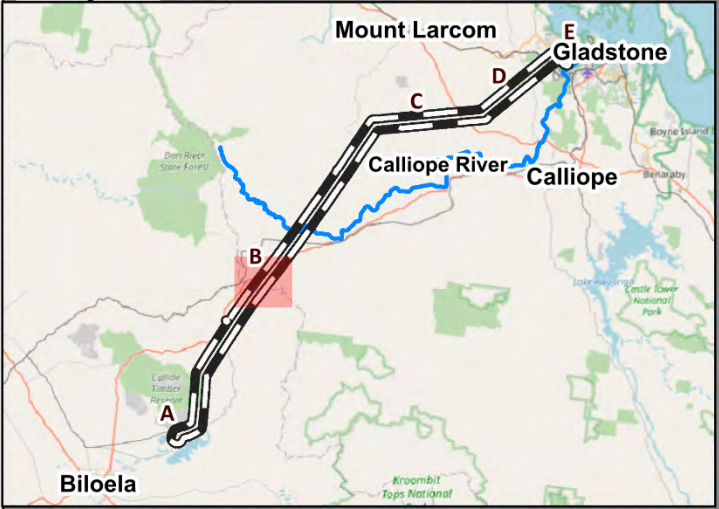 Mount Larcom
E
Gladstone
D
C
Boyne Island
Don River
State Forest
Calliope River
Calliope
Benaraby
B
Lake Awoonga
Castle Tower
National
Park
Callide
Timber
Reserve
A
Biloela
Kroombit
Tops National